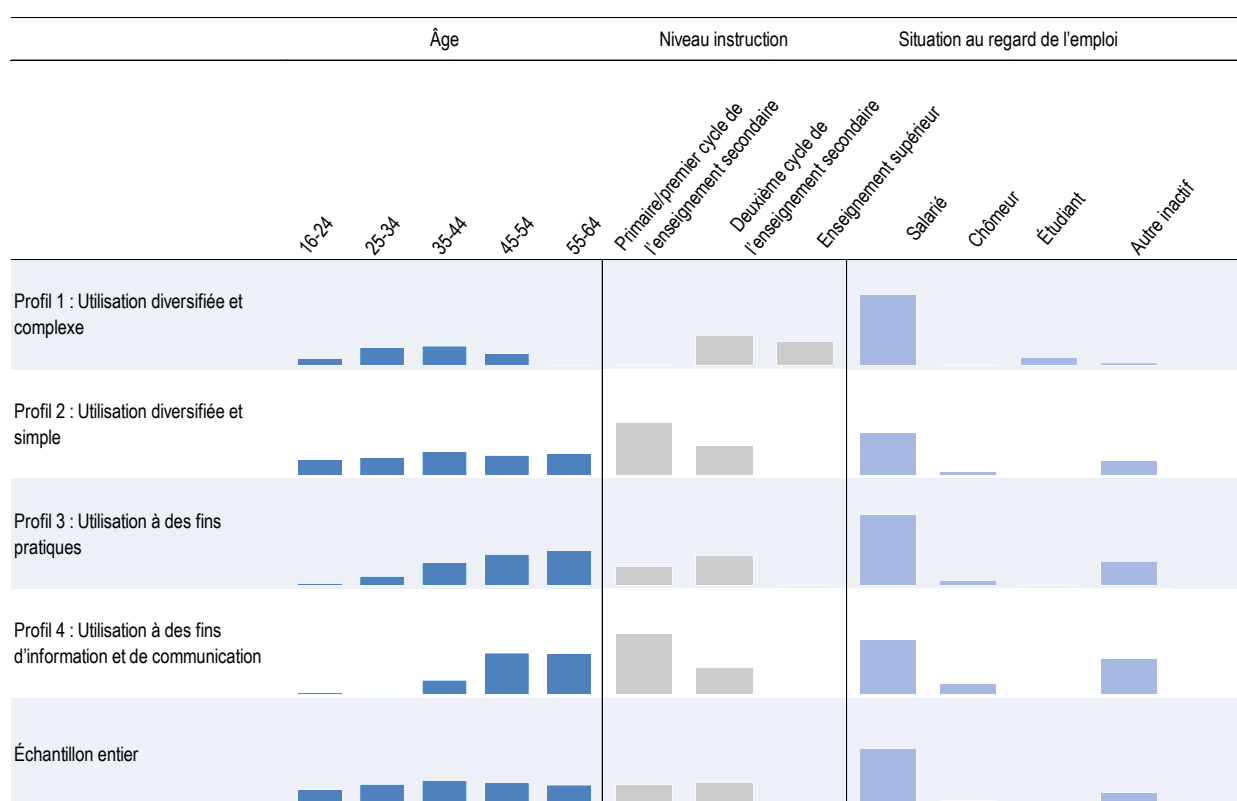 Âge
Niveau instruction
Situation au regard de l'emploi
16-24
25-34
35-44
45-54
55-64
Primaire/premier cycle de
l'enseignement secondaire
Deuxième cycle de
l'enseignement secondaire
Enseignement supérieur
Salarié
Chômeur
Étudiant
Autre inactif
Profil 1 : Utilisation diversifiée et
complexe
Profil 2 : Utilisation diversifiée et
simple
Profil 3 : Utilisation à des fins
pratiques
Profil 4 : Utilisation à des fins
d'information et de communication
Échantillon entier